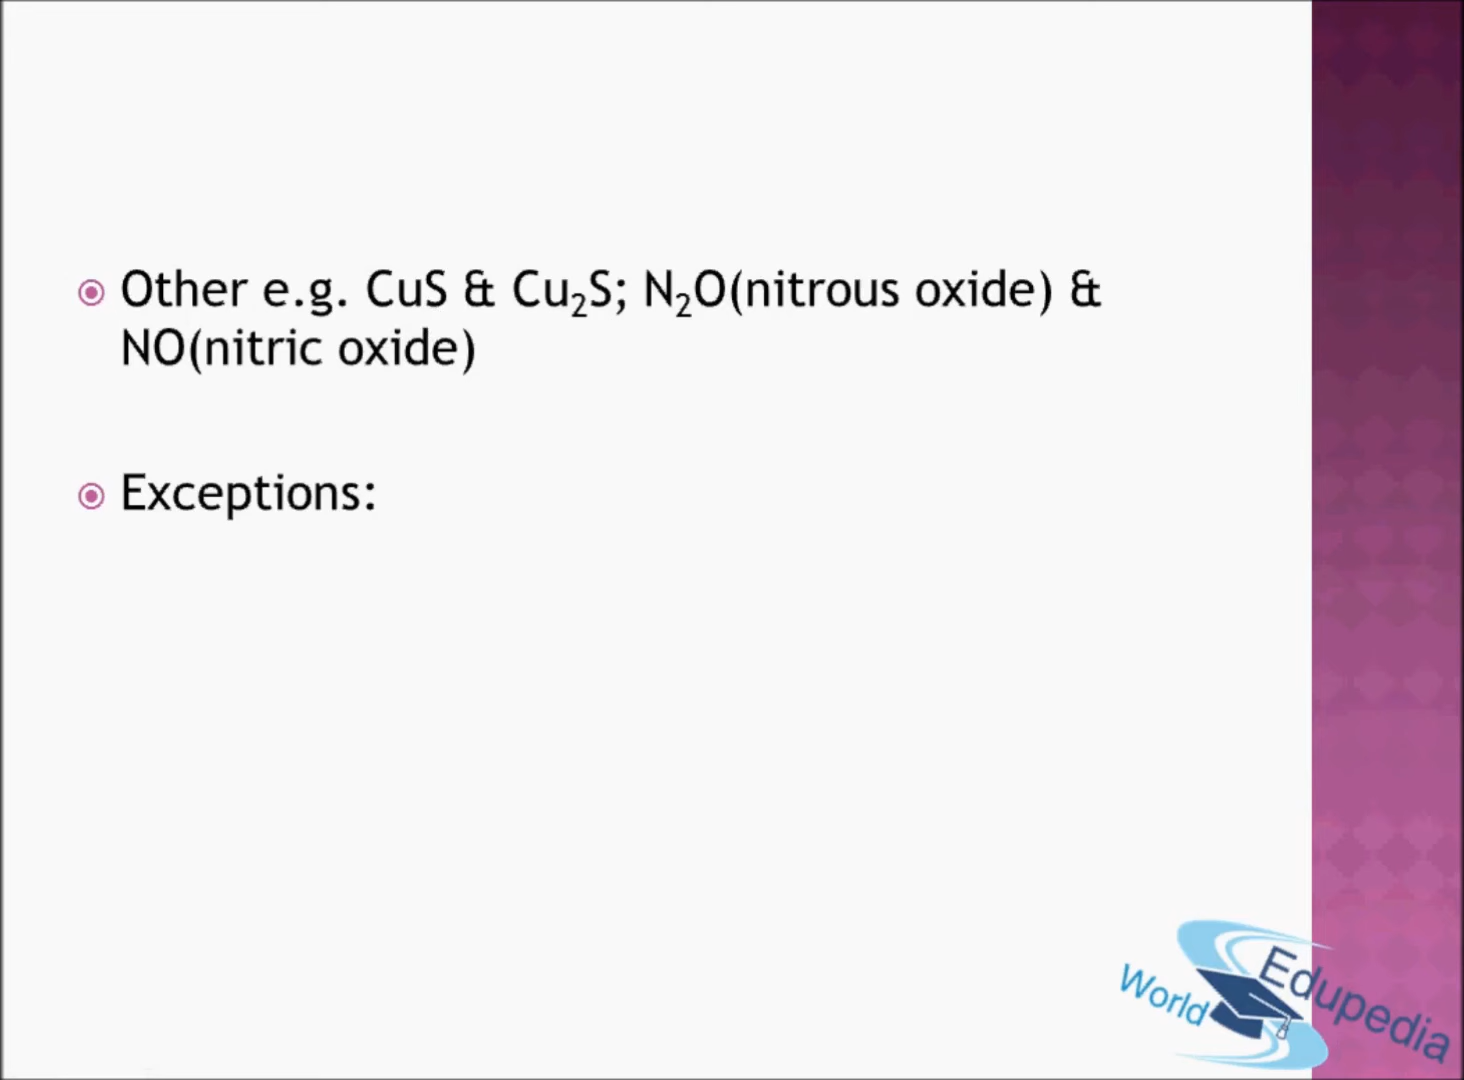 Other e.g. CuS & Cu₂S; N₂O(nitrous oxide) &
NO(nitric oxide)
Exceptions:
World Edupedia